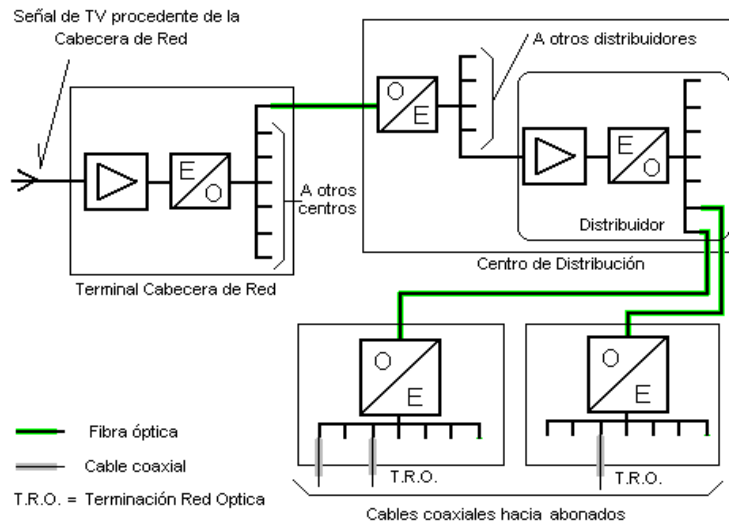 Señal de TV procedente de la
Cabecera de Red
A otros distribuidores
O
E
E
O
A otros
centros
E
O
Distribuidor
Terminal Cabecera de Red
Centro de Distribución
O
E
O
E
Fibra óptica
Cable coaxial
T.R.O.
T.R.O.
T.R.O. = Terminación Red Optica
Cables coaxiales hacia abonados